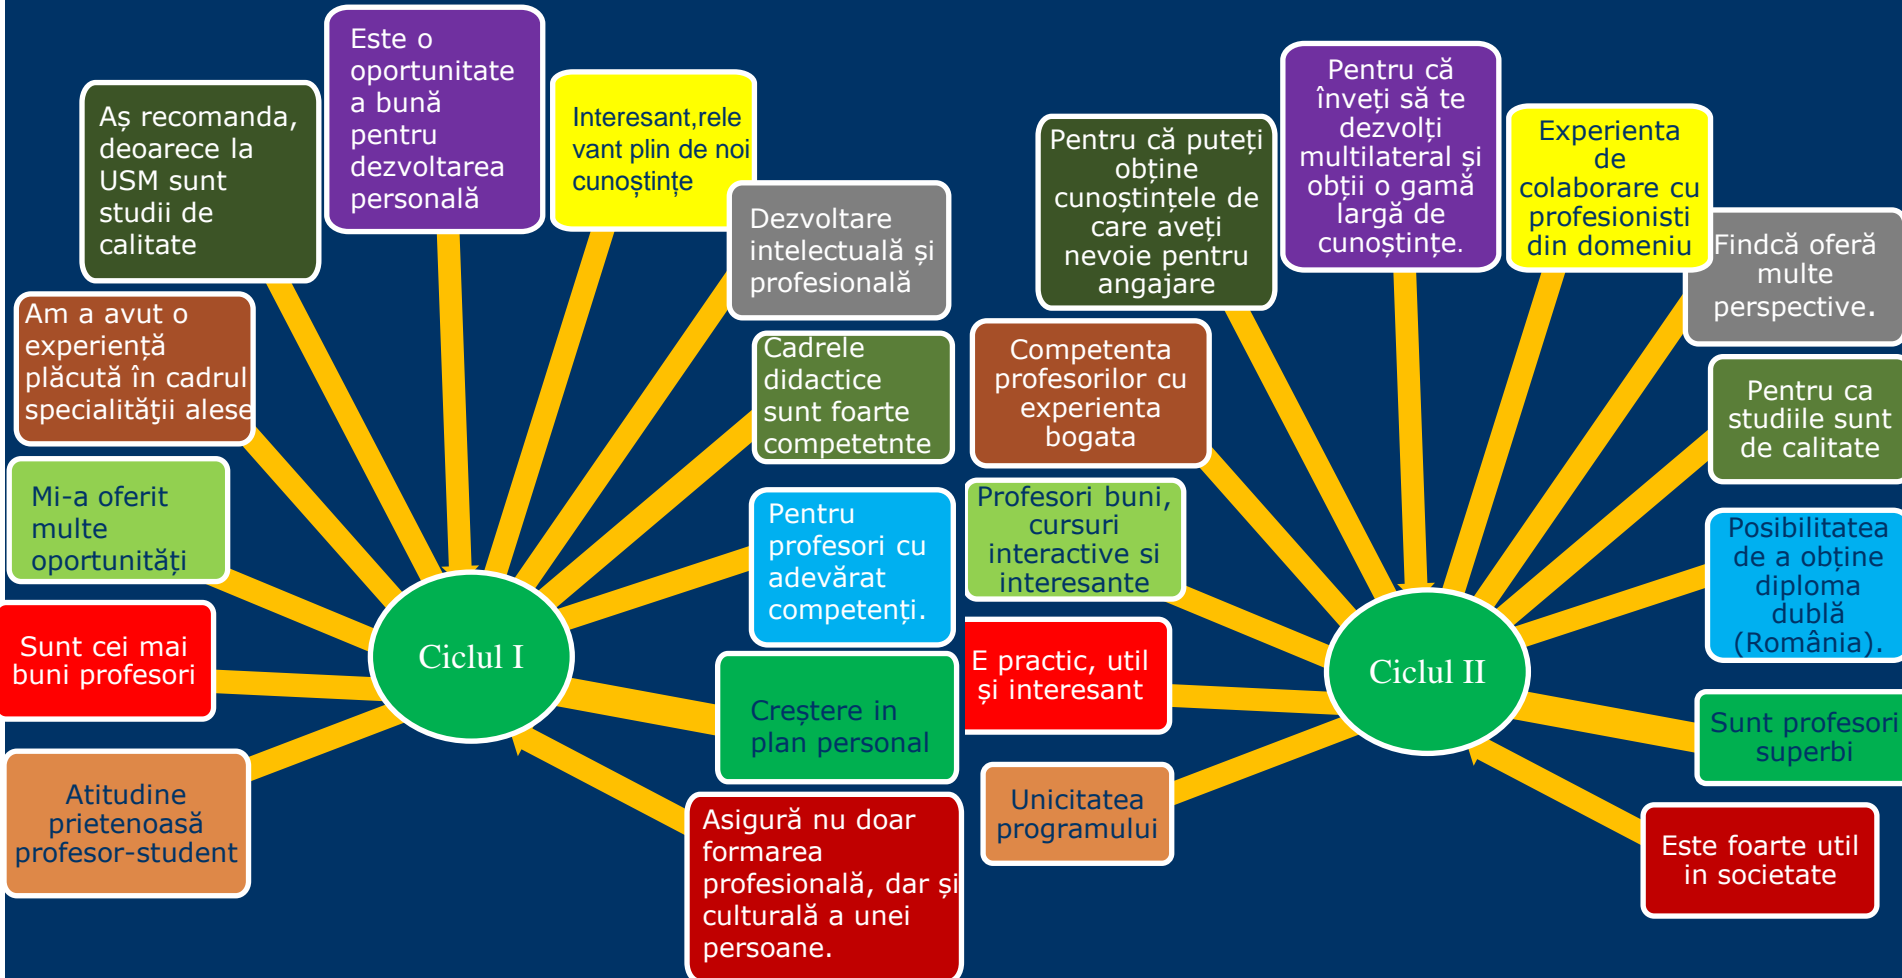 Aș recomanda,
deoarece la
USM sunt
studii de
calitate
Este o
oportunitate
a bună
pentru
dezvoltarea
personală
Interesant,rele
vant plin de noi
cunoștințe
Dezvoltare
intelectuală și
profesională
Am a avut o
experiență
plăcută în cadrul
specialităţii alese
Cadrele
didactice
sunt foarte
competetnte
Mi-a oferit
multe
oportunități
Pentru
profesori cu
adevărat
competenți.
Sunt cei mai
buni profesori
Ciclul I
Creștere in
plan personal
Atitudine
prietenoasă
profesor-student
Asigură nu doar
formarea
profesională, dar și
culturală a unei
persoane.
Pentru că puteți
obține
cunoștințele de
care aveți
nevoie pentru
angajare
Pentru că
înveți să te
dezvolți
multilateral și
obții o gamă
largă de
cunoștințe.
Experienta
de
colaborare cu
profesionisti
din domeniu
Findcă oferă
multe
perspective.
Competenta
profesorilor cu
experienta
bogata
Pentru ca
studiile sunt
de calitate
Profesori buni,
cursuri
interactive si
interesante
Posibilitatea
de a obține
diploma
dublă
(România).
E practic, util
și interesant
Ciclul II
Sunt profesori
superbi
Unicitatea
programului
Este foarte util
in societate